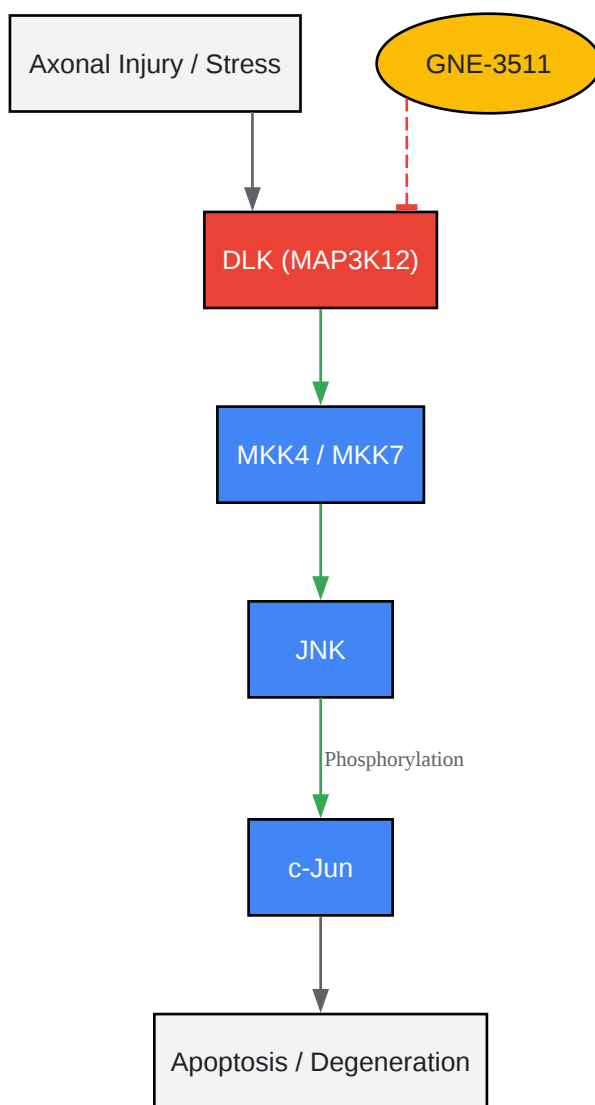 Axonal Injury / Stress
GNE-3511
DLK (MAP3K12)
MKK4 / MKK7
JNK
Phosphorylation
c-Jun
Apoptosis / Degeneration